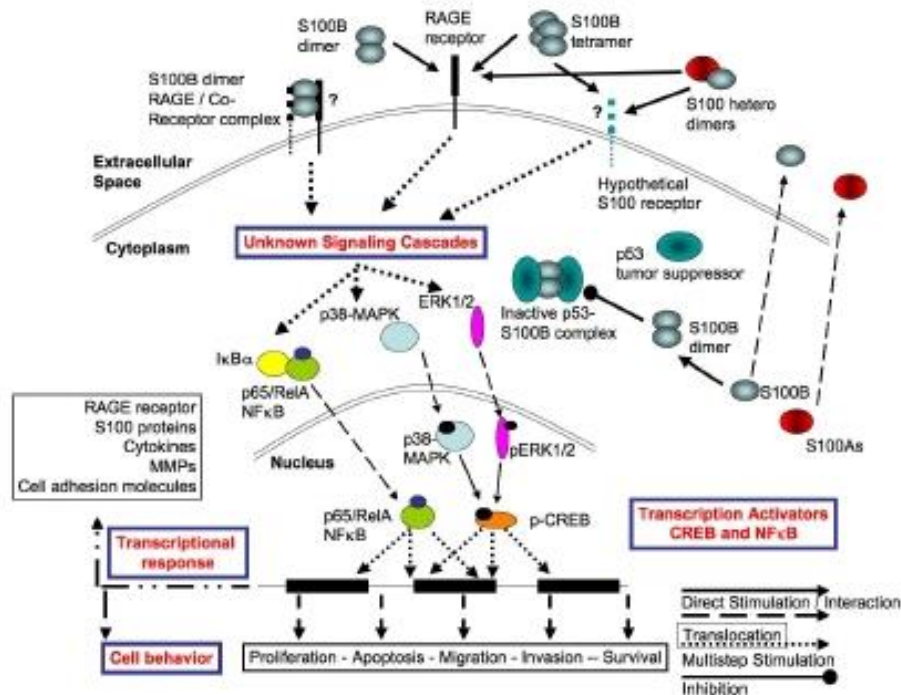 S100B
dimer
RAGE
receptor
S100B
tetramer
S100B dimer
RAGE / Co-
Receptor complex
?
?
S100 hetero
dimers
Extracellular
Space
Hypothetical
S100 receptor
Cytoplasm
Unknown Signaling Cascades
p53
tumor suppressor
p38-MAPK
ERK1/2
Inactive p53-
S100B complex
S100B
dimer
IκBα
p65/RelA
NFκB
S100B
S100As
RAGE receptor
S100 proteins
Cytokines
MMPs
Cell adhesion molecules
Nucleus
p38-
MAPK
pERK1/2
p65/RelA
NFκB
p-CREB
Transcription Activators
CREB and NFκB
Transcriptional
response
Direct Stimulation / Interaction
Translocation
Multistep Stimulation
Inhibition
Cell behavior
Proliferation - Apoptosis - Migration - Invasion -- Survival